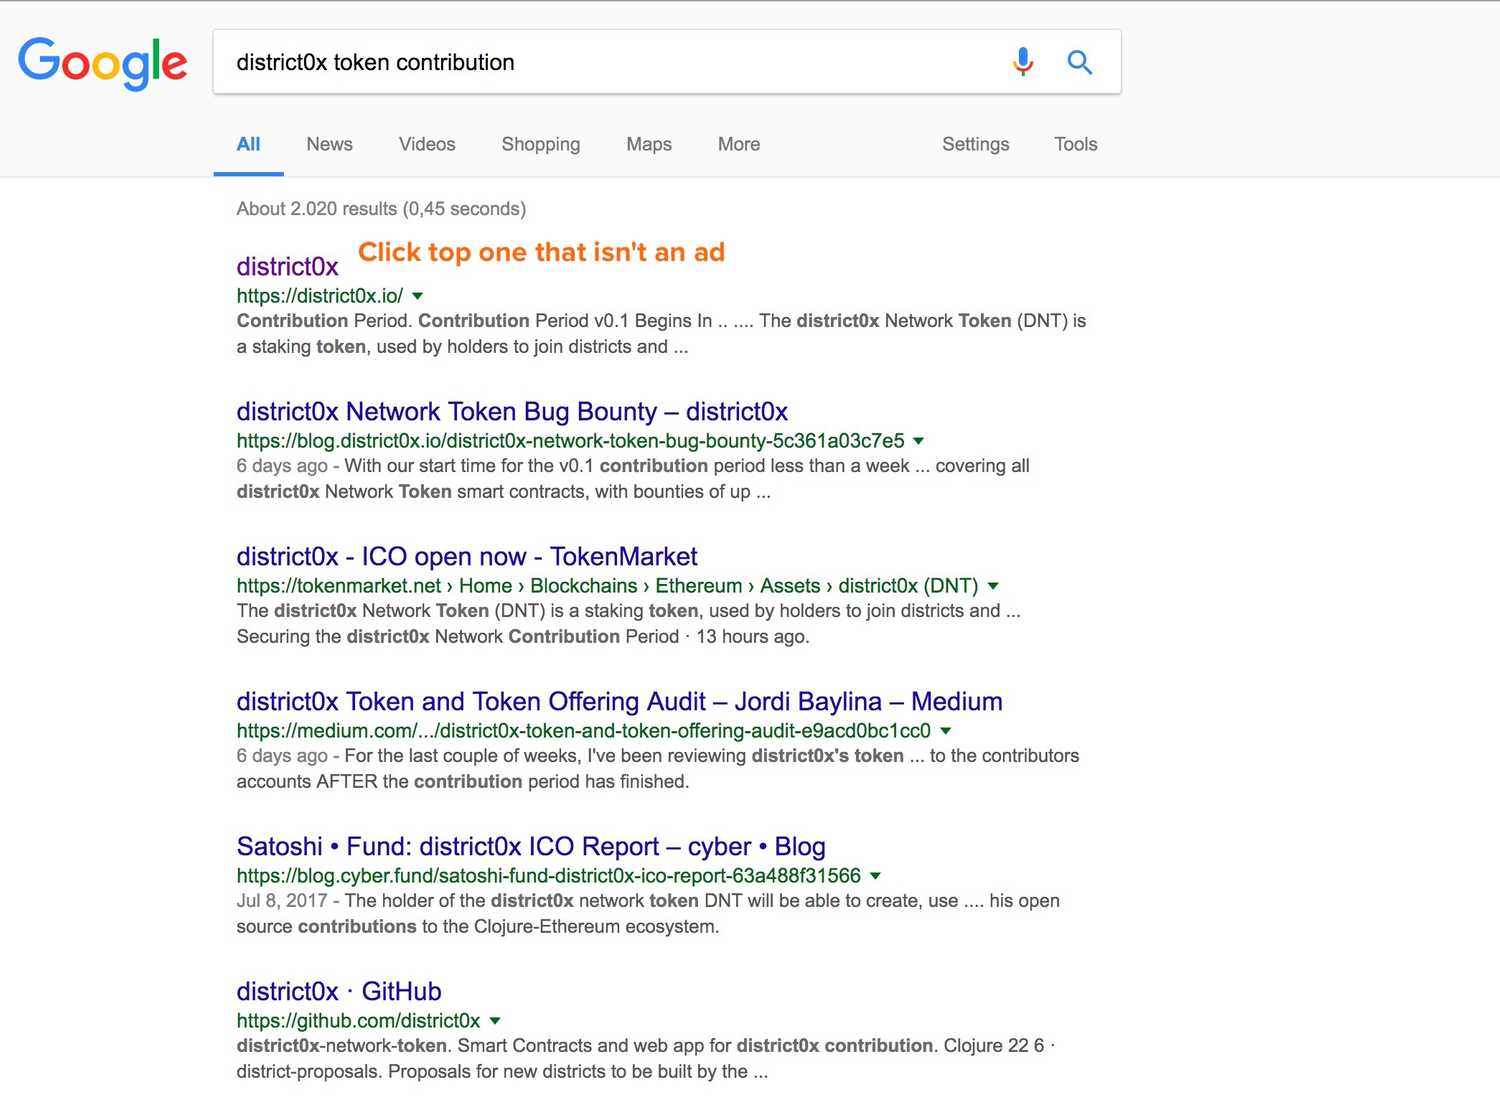 Google
district0x token contribution
All News Videos Shopping Maps More Settings Tools
About 2.020 results (0,45 seconds)
Click top one that isn't an ad
district0x
https://district0x.io/
Contribution Period. Contribution Period v0.1 Begins In .. .... The district0x Network Token (DNT) is
a staking token, used by holders to join districts and ...
district0x Network Token Bug Bounty – district0x
https://blog.district0x.io/district0x-network-token-bug-bounty-5c361a03c7e5
6 days ago - With our start time for the v0.1 contribution period less than a week ... covering all
district0x Network Token smart contracts, with bounties of up ...
district0x - ICO open now - TokenMarket
https://tokenmarket.net › Home › Blockchains › Ethereum › Assets › district0x (DNT)
The district0x Network Token (DNT) is a staking token, used by holders to join districts and ...
Securing the district0x Network Contribution Period · 13 hours ago.
district0x Token and Token Offering Audit – Jordi Baylina – Medium
https://medium.com/.../district0x-token-and-token-offering-audit-e9acd0bc1cc0
6 days ago - For the last couple of weeks, I've been reviewing district0x's token ... to the contributors
accounts AFTER the contribution period has finished.
Satoshi • Fund: district0x ICO Report – cyber • Blog
https://blog.cyber.fund/satoshi-fund-district0x-ico-report-63a488f31566
Jul 8, 2017 - The holder of the district0x network token DNT will be able to create, use .... his open
source contributions to the Clojure-Ethereum ecosystem.
district0x · GitHub
https://github.com/district0x
district0x-network-token. Smart Contracts and web app for district0x contribution. Clojure 22 6 ·
district-proposals. Proposals for new districts to be built by the ...